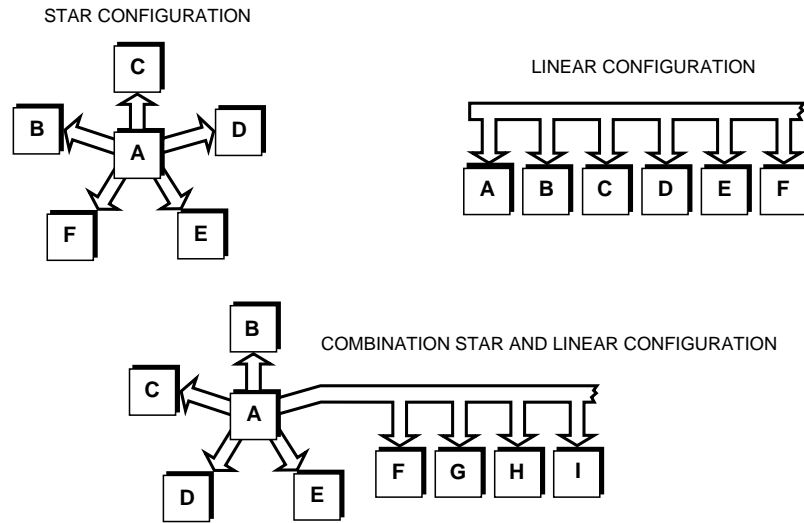 STAR CONFIGURATION
C
B
D
A
F
E
LINEAR CONFIGURATION
A B C D E F
COMBINATION STAR AND LINEAR CONFIGURATION
B
C
A
D
E
F G H I